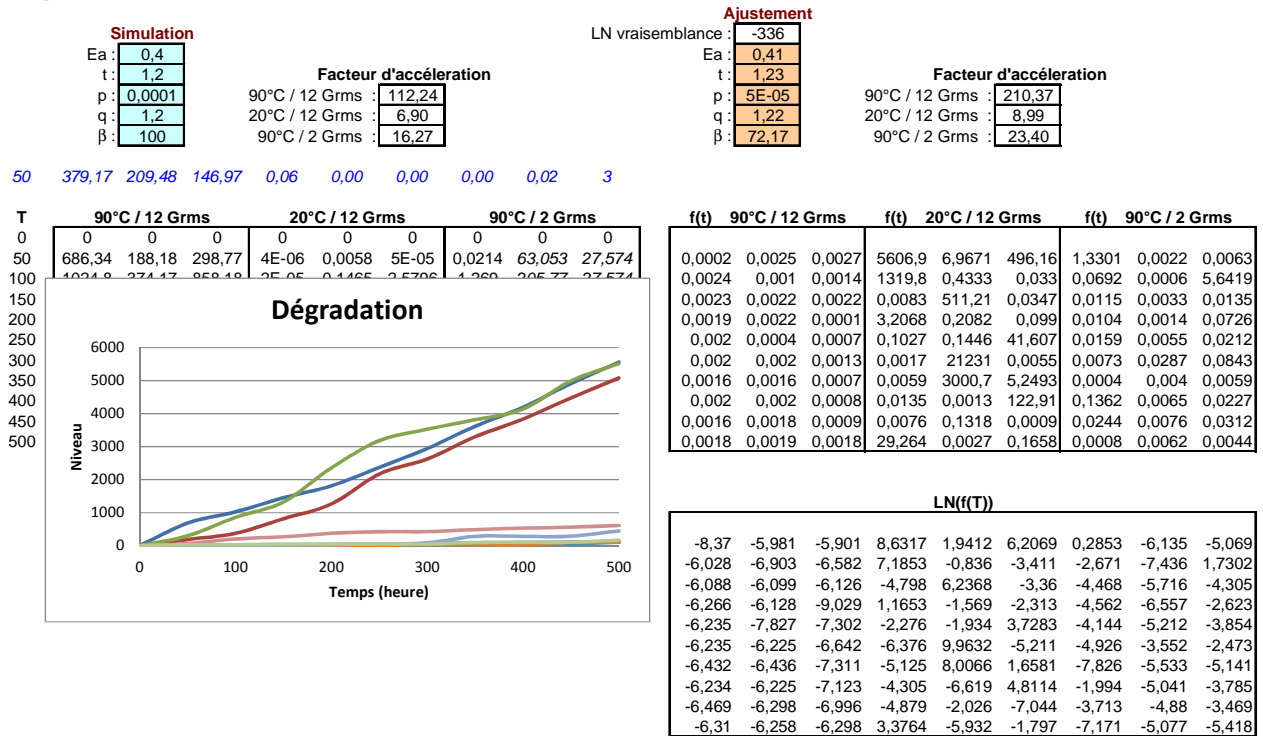 Simulation
Ea : 0,4
t : 1,2
p : 0,0001
q : 1,2
β : 100
Facteur d'accéleration
90°C / 12 Grms : 112,24
20°C / 12 Grms : 6,90
90°C / 2 Grms : 16,27
Ajustement
LN vraisemblance : -336
Ea : 0,41
t : 1,23
p : 5E-05
q : 1,22
β : 72,17
Facteur d'accéleration
90°C / 12 Grms : 210,37
20°C / 12 Grms : 8,99
90°C / 2 Grms : 23,40
50 379,17 209,48 146,97 0,06 0,00 0,00 0,00 0,02 3
T 90°C / 12 Grms 20°C / 12 Grms 90°C / 2 Grms
0 0 0 0 0 0 0 0 0 0
50 686,34 188,18 298,77 4E-06 0,0058 5E-05 0,0214 63,053 27,574
100
150
200
250
300
350
400
450
500
Dégradation
Niveau
6000
5000
4000
3000
2000
1000
0
0 100 200 300 400 500
Temps (heure)
f(t) 90°C / 12 Grms f(t) 20°C / 12 Grms f(t) 90°C / 2 Grms
0,0002 0,0025 0,0027 5606,9 6,9671 496,16 1,3301 0,0022 0,0063
0,0024 0,001 0,0014 1319,8 0,4333 0,033 0,0692 0,0006 5,6419
0,0023 0,0022 0,0022 0,0083 511,21 0,0347 0,0115 0,0033 0,0135
0,0019 0,0022 0,0001 3,2068 0,2082 0,099 0,0104 0,0014 0,0726
0,002 0,0004 0,0007 0,1027 0,1446 41,607 0,0159 0,0055 0,0212
0,002 0,002 0,0013 0,0017 21231 0,0055 0,0073 0,0287 0,0843
0,0016 0,0016 0,0007 0,0059 3000,7 5,2493 0,0004 0,004 0,0059
0,002 0,002 0,0008 0,0135 0,0013 122,91 0,1362 0,0065 0,0227
0,0016 0,0018 0,0009 0,0076 0,1318 0,0009 0,0244 0,0076 0,0312
0,0018 0,0019 0,0018 29,264 0,0027 0,1658 0,0008 0,0062 0,0044
LN(f(T))
-8,37 -5,981 -5,901 8,6317 1,9412 6,2069 0,2853 -6,135 -5,069
-6,028 -6,903 -6,582 7,1853 -0,836 -3,411 -2,671 -7,436 1,7302
-6,088 -6,099 -6,126 -4,798 6,2368 -3,36 -4,468 -5,716 -4,305
-6,266 -6,128 -9,029 1,1653 -1,569 -2,313 -4,562 -6,557 -2,623
-6,235 -7,827 -7,302 -2,276 -1,934 3,7283 -4,144 -5,212 -3,854
-6,235 -6,225 -6,642 -6,376 9,9632 -5,211 -4,926 -3,552 -2,473
-6,432 -6,436 -7,311 -5,125 8,0066 1,6581 -7,826 -5,533 -5,141
-6,234 -6,225 -7,123 -4,305 -6,619 4,8114 -1,994 -5,041 -3,785
-6,469 -6,298 -6,996 -4,879 -2,026 -7,044 -3,713 -4,88 -3,469
-6,31 -6,258 -6,298 3,3764 -5,932 -1,797 -7,171 -5,077 -5,418